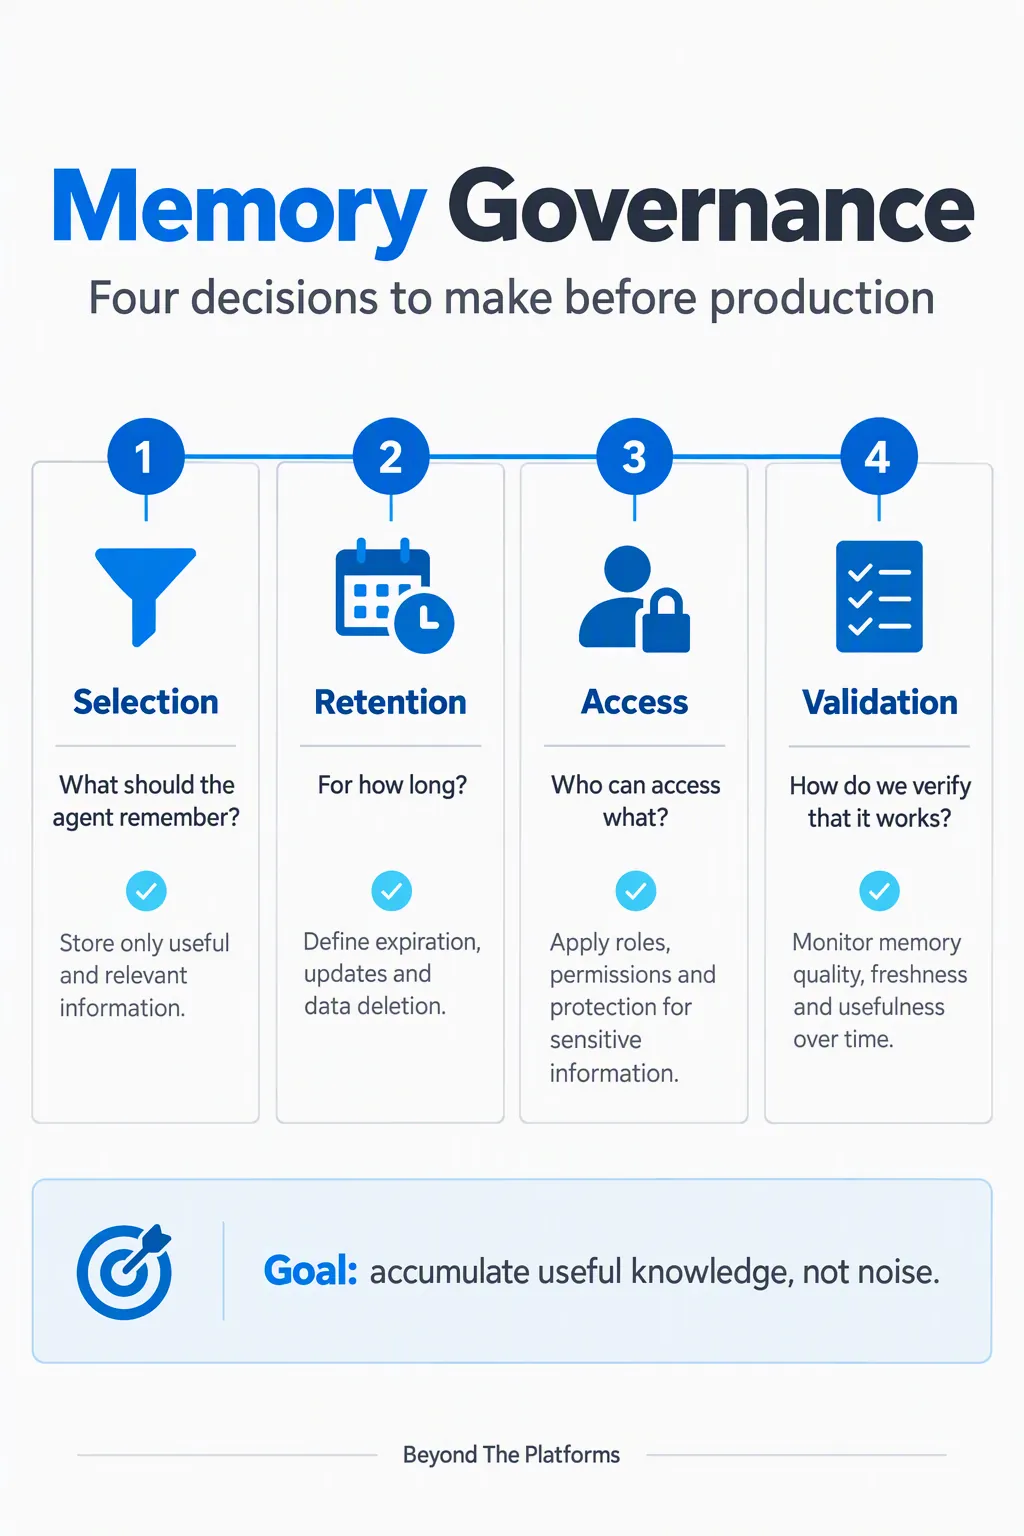 Memory Governance
Four decisions to make before production
1
Selection
What should the
agent remember?
Store only useful
and relevant
information.
2
Retention
For how long?
Define expiration,
updates and
data deletion.
3
Access
Who can access
what?
Apply roles,
permissions and
protection for
sensitive
information.
4
Validation
How do we verify
that it works?
Monitor memory
quality, freshness
and usefulness
over time.
Goal: accumulate useful knowledge, not noise.
Beyond The Platforms